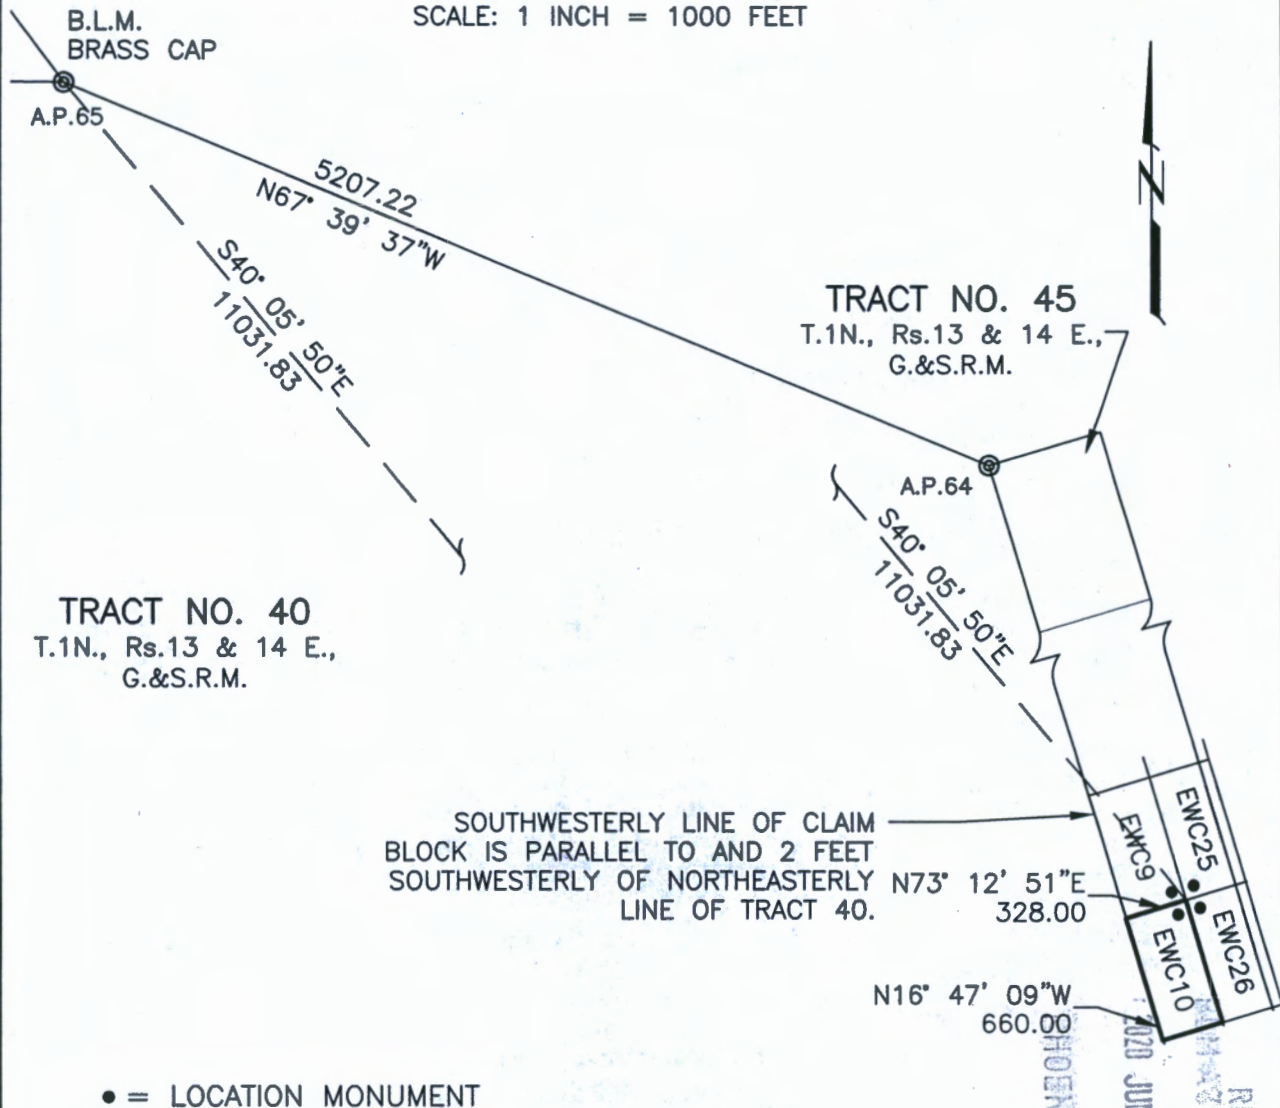 SCALE: 1 INCH = 1000 FEET
B.L.M.
BRASS CAP
A.P.65
5207.22
N67° 39' 37"W
S40° 05' 50"E
11031.83
N
TRACT NO. 45
T.1N., Rs.13 & 14 E.,
G.&S.R.M.
A.P.64
S40° 05' 50"E
11031.83
TRACT NO. 40
T.1N., Rs.13 & 14 E.,
G.&S.R.M.
SOUTHWESTERLY LINE OF CLAIM
BLOCK IS PARALLEL TO AND 2 FEET
SOUTHWESTERLY OF NORTHEASTERLY
LINE OF TRACT 40.
N73° 12' 51"E
328.00
EWC9
EWC25
EWC10
EWC26
N16° 47' 09"W
660.00
2020 JU
• = LOCATION MONUMENT